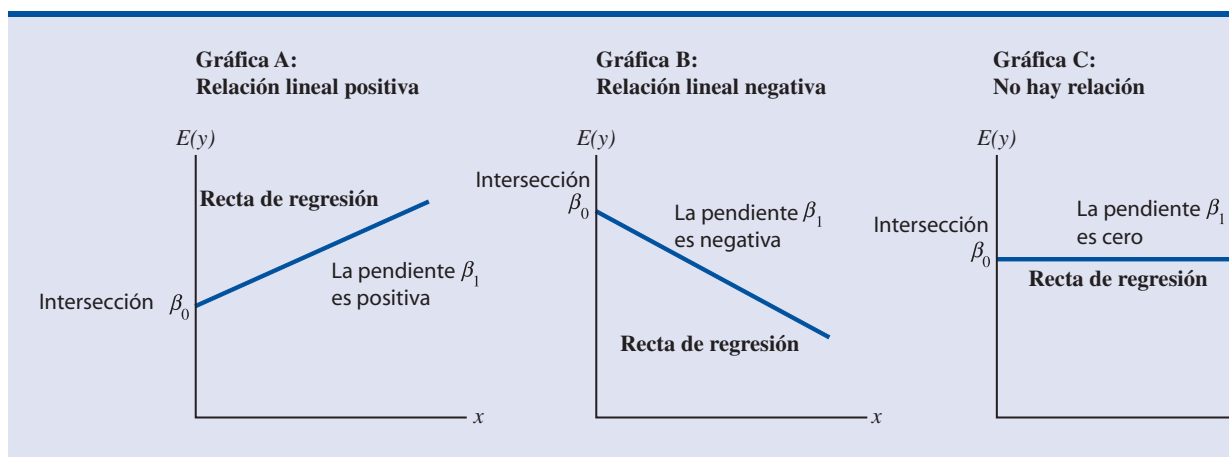 Gráfica A:
Relación lineal positiva
E(y)
Recta de regresión
La pendiente β₁
es positiva
Intersección β₀
x
Gráfica B:
Relación lineal negativa
E(y)
Intersección
β₀
La pendiente β₁
es negativa
Recta de regresión
x
Gráfica C:
No hay relación
E(y)
Intersección
β₀
La pendiente β₁
es cero
Recta de regresión